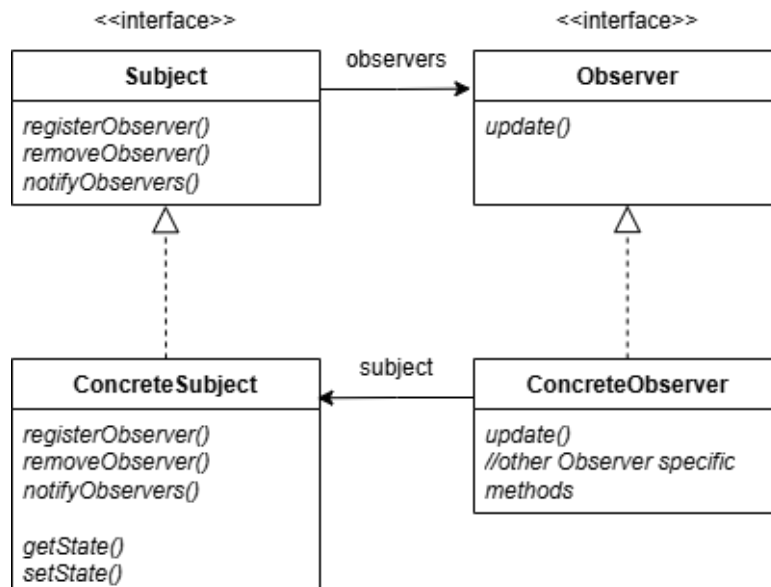 <<interface>>
Subject
registerObserver()
removeObserver()
notifyObservers()
observers
<<interface>>
Observer
update()
ConcreteSubject
registerObserver()
removeObserver()
notifyObservers()
getState()
setState()
subject
ConcreteObserver
update()
//other Observer specific
methods